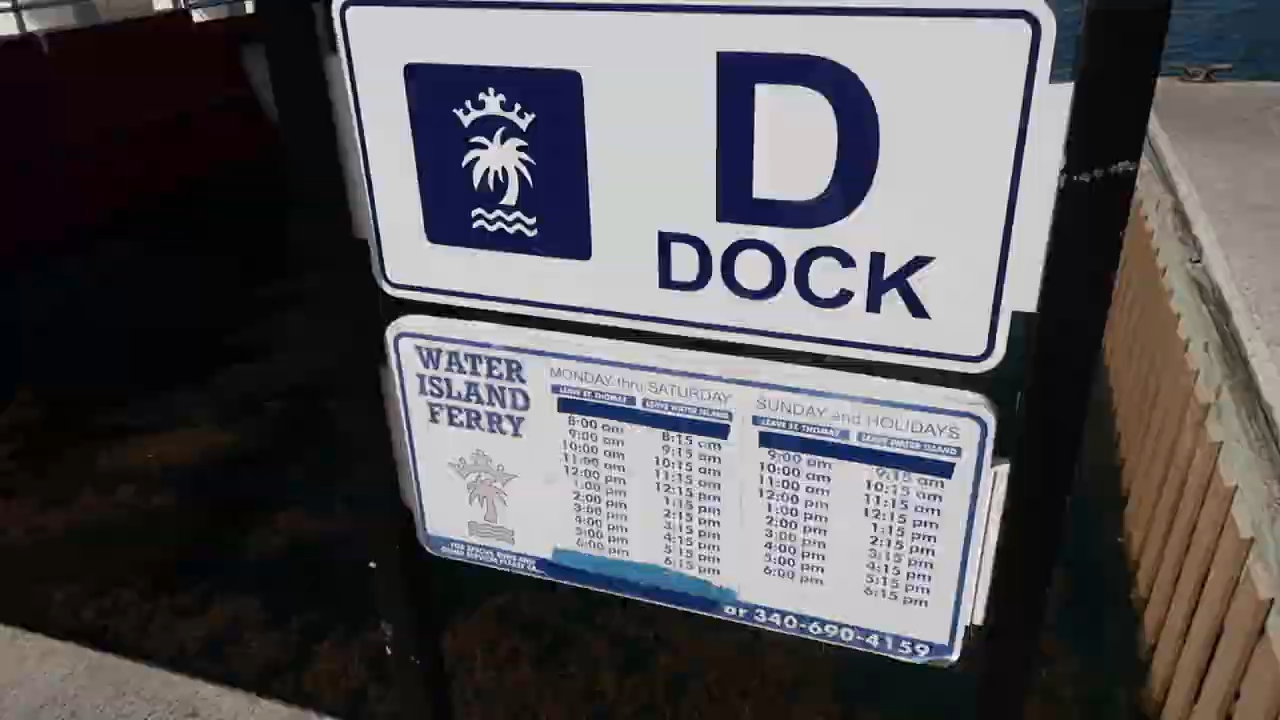 D
DOCK
WATER
ISLAND
FERRY
MONDAY thru SATURDAY
LEAVE ST. THOMAS LEAVE WATER ISLAND
8:00 am 8:15 am
9:00 am 9:15 am
10:00 am 10:15 am
11:00 am 11:15 am
12:00 pm 12:15 pm
1:00 pm 1:15 pm
2:00 pm 2:15 pm
3:00 pm 3:15 pm
4:00 pm 4:15 pm
5:00 pm 5:15 pm
6:00 pm 6:15 pm
SUNDAY and HOLIDAYS
LEAVE ST. THOMAS LEAVE WATER ISLAND
9:00 am 9:15 am
10:00 am 10:15 am
11:00 am 11:15 am
12:00 pm 12:15 pm
1:00 pm 1:15 pm
2:00 pm 2:15 pm
3:00 pm 3:15 pm
4:00 pm 4:15 pm
5:00 pm 5:15 pm
6:00 pm 6:15 pm
FOR SPECIAL RUNS AND
OTHER SERVICES PLEASE
or 340-690-4159